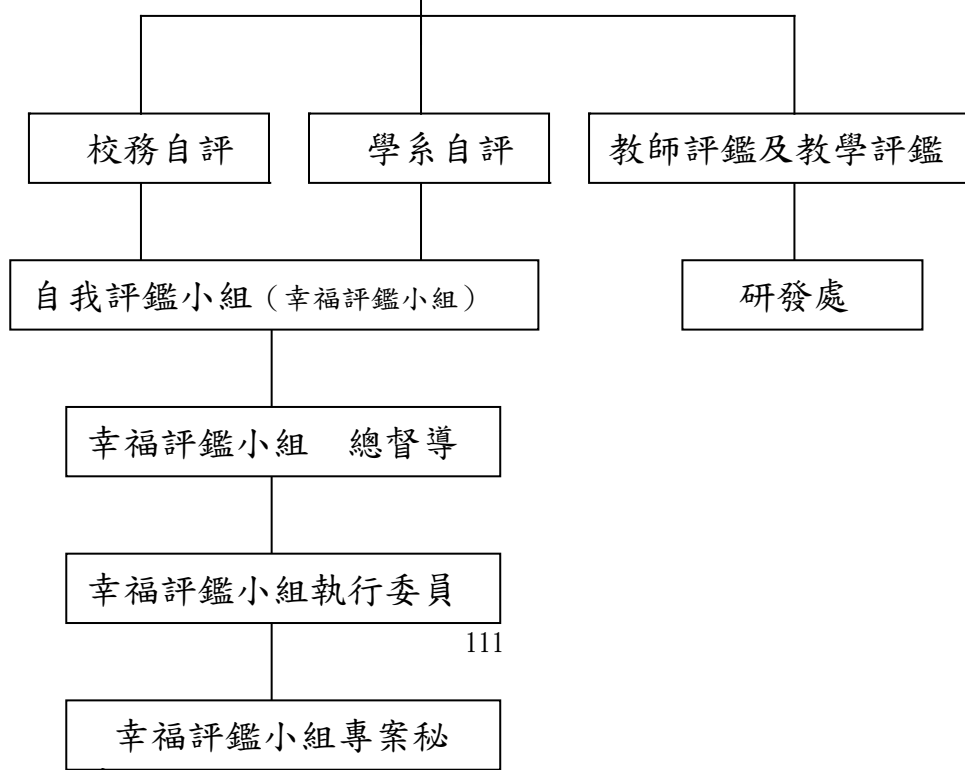 校務自評
學系自評
教師評鑑及教學評鑑
自我評鑑小組（幸福評鑑小組）
研發處
幸福評鑑小組　總督導
幸福評鑑小組執行委員
111
幸福評鑑小組專案秘